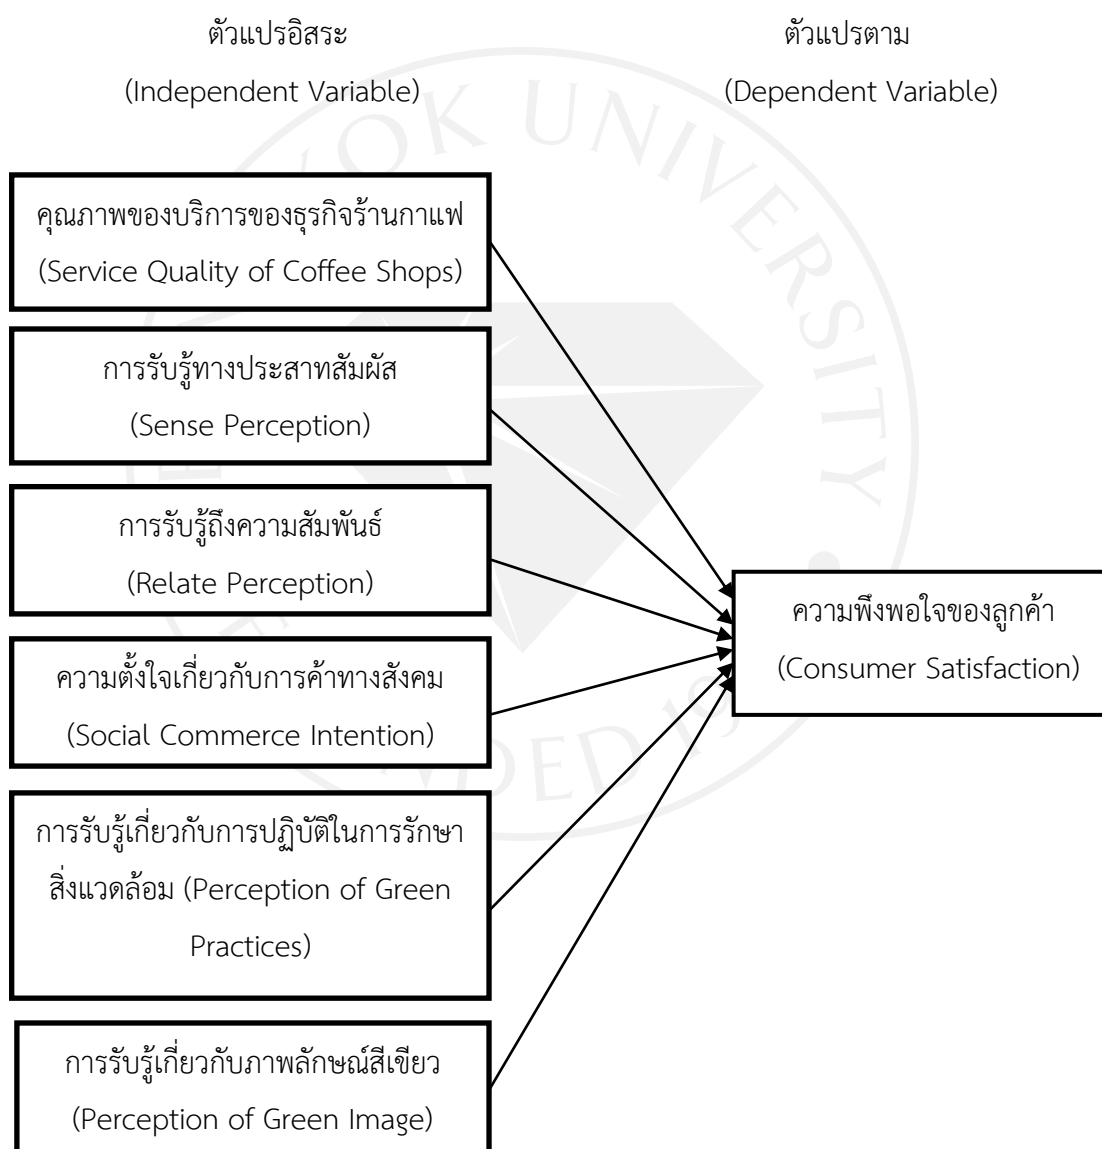 ตัวแปรอิสระ
(Independent Variable)
ตัวแปรตาม
(Dependent Variable)
คุณภาพของบริการของธุรกิจร้านกาแฟ
(Service Quality of Coffee Shops)
การรับรู้ทางประสาทสัมผัส
(Sense Perception)
การรับรู้ถึงความสัมพันธ์
(Relate Perception)
ความตั้งใจเกี่ยวกับการค้าทางสังคม
(Social Commerce Intention)
การรับรู้เกี่ยวกับการปฏิบัติในการรักษา
สิ่งแวดล้อม (Perception of Green
Practices)
การรับรู้เกี่ยวกับภาพลักษณ์สีเขียว
(Perception of Green Image)
ความพึงพอใจของลูกค้า
(Consumer Satisfaction)
UNIVERSITY